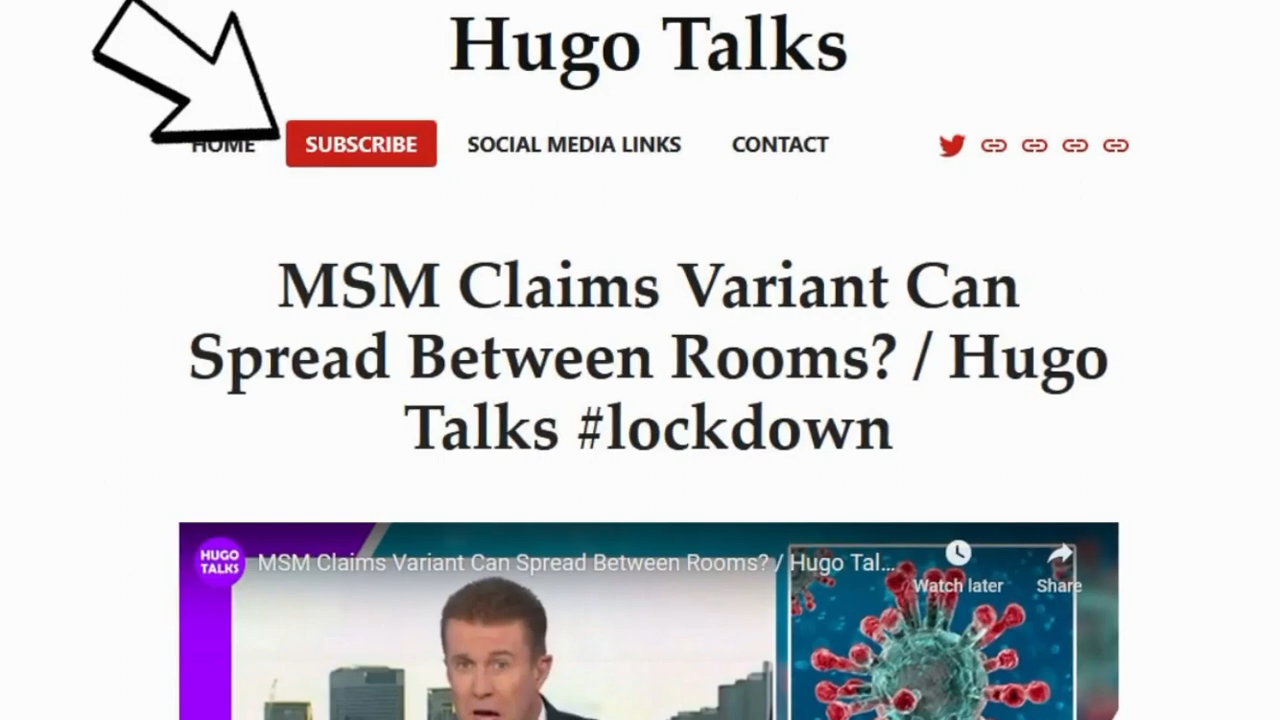 Hugo Talks
HOME SUBSCRIBE SOCIAL MEDIA LINKS CONTACT
MSM Claims Variant Can
Spread Between Rooms? / Hugo
Talks #lockdown
HUGO
TALKS
MSM Claims Variant Can Spread Between Rooms? / Hugo Tal...
Watch later Share